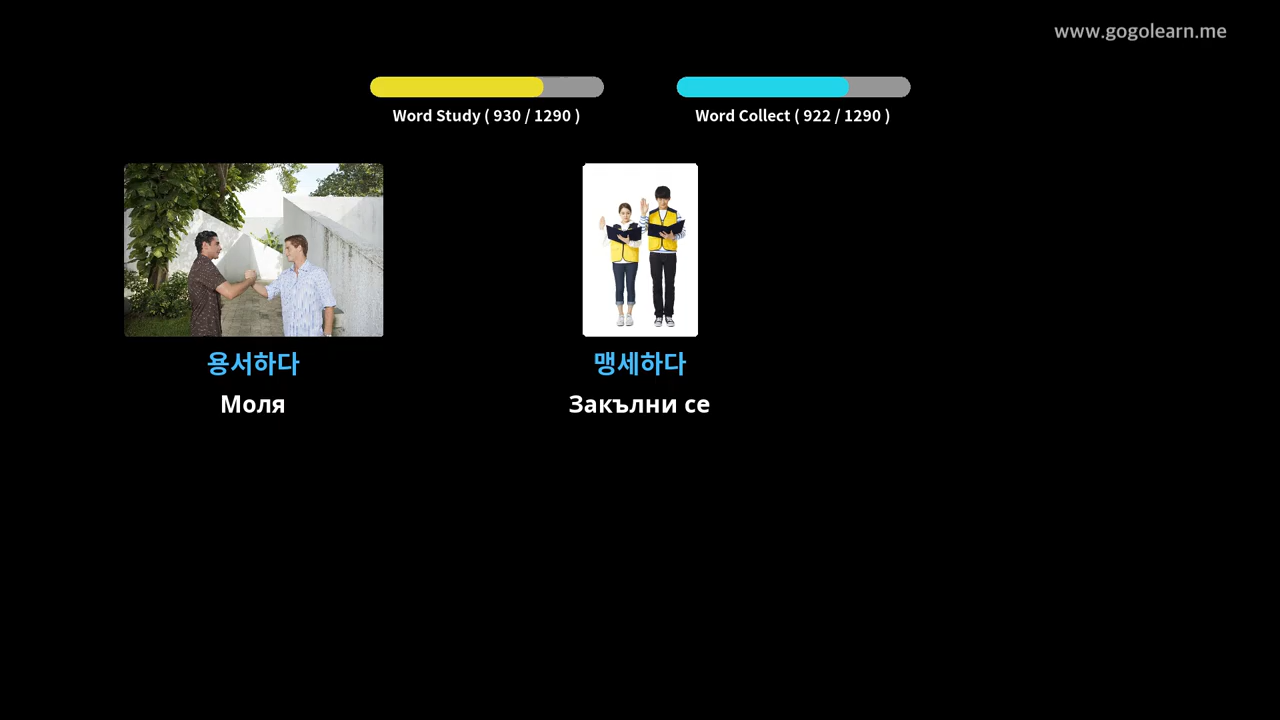 www.gogolearn.me
Word Study ( 930 / 1290 )
Word Collect ( 922 / 1290 )
용서하다
Моля
맹세하다
Закълни се